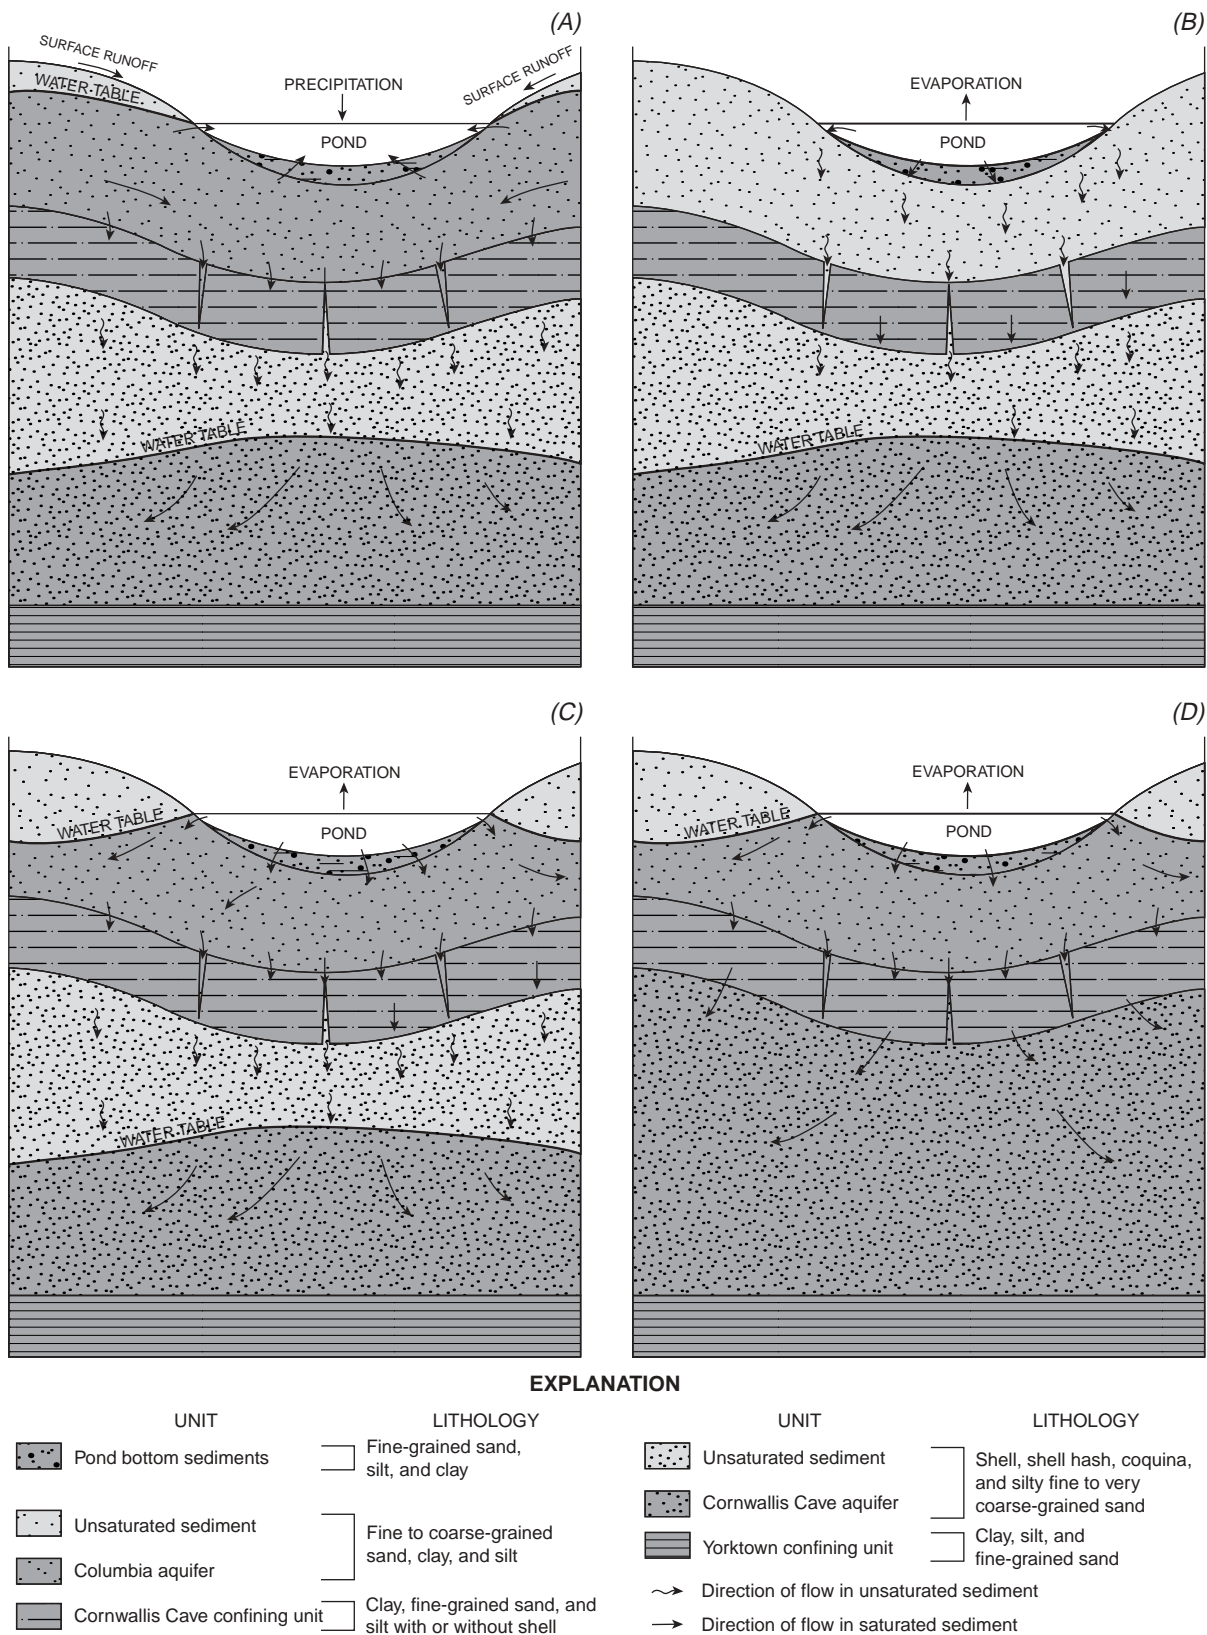 (A)
SURFACE RUNOFF
WATER TABLE
PRECIPITATION
SURFACE RUNOFF
POND
WATER TABLE
(B)
EVAPORATION
POND
WATER TABLE
(C)
EVAPORATION
WATER TABLE
POND
WATER TABLE
(D)
EVAPORATION
WATER TABLE
POND
EXPLANATION
UNIT
LITHOLOGY
Pond bottom sediments
Fine-grained sand,
silt, and clay
Unsaturated sediment
Columbia aquifer
Fine to coarse-grained
sand, clay, and silt
Cornwallis Cave confining unit
Clay, fine-grained sand, and
silt with or without shell
UNIT
LITHOLOGY
Unsaturated sediment
Cornwallis Cave aquifer
Shell, shell hash, coquina,
and silty fine to very
coarse-grained sand
Yorktown confining unit
Clay, silt, and
fine-grained sand
Direction of flow in unsaturated sediment
Direction of flow in saturated sediment